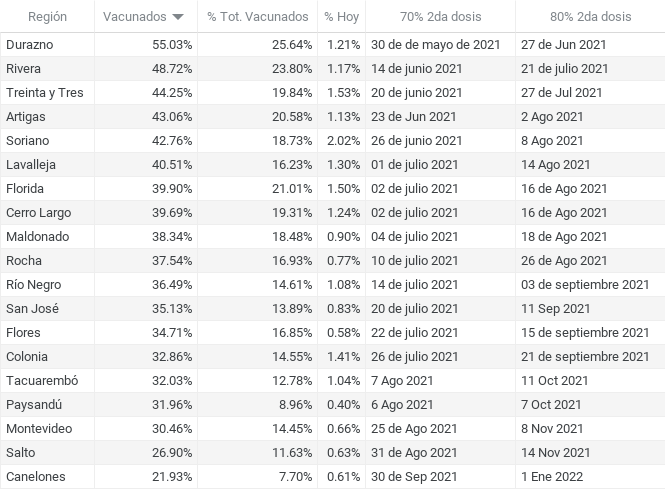 Región Vacunados % Tot. Vacunados % Hoy 70% 2da dosis 80% 2da dosis
Durazno 55.03% 25.64% 1.21% 30 de de mayo de 2021 27 de Jun 2021
Rivera 48.72% 23.80% 1.17% 14 de junio 2021 21 de julio 2021
Treinta y Tres 44.25% 19.84% 1.53% 20 de junio 2021 27 de Jul 2021
Artigas 43.06% 20.58% 1.13% 23 de Jun 2021 2 Ago 2021
Soriano 42.76% 18.73% 2.02% 26 de junio 2021 8 Ago 2021
Lavalleja 40.51% 16.23% 1.30% 01 de julio 2021 14 Ago 2021
Florida 39.90% 21.01% 1.50% 02 de julio 2021 16 de Ago 2021
Cerro Largo 39.69% 19.31% 1.24% 02 de julio 2021 16 de Ago 2021
Maldonado 38.34% 18.48% 0.90% 04 de julio 2021 18 de Ago 2021
Rocha 37.54% 16.93% 0.77% 10 de julio 2021 26 de Ago 2021
Río Negro 36.49% 14.61% 1.08% 14 de julio 2021 03 de septiembre 2021
San José 35.13% 13.89% 0.83% 20 de julio 2021 11 Sep 2021
Flores 34.71% 16.85% 0.58% 22 de julio 2021 15 de septiembre 2021
Colonia 32.86% 14.55% 1.41% 26 de julio 2021 21 de septiembre 2021
Tacuarembó 32.03% 12.78% 1.04% 7 Ago 2021 11 Oct 2021
Paysandú 31.96% 8.96% 0.40% 6 Ago 2021 7 Oct 2021
Montevideo 30.46% 14.45% 0.66% 25 de Ago 2021 8 Nov 2021
Salto 26.90% 11.63% 0.63% 31 de Ago 2021 14 Nov 2021
Canelones 21.93% 7.70% 0.61% 30 de Sep 2021 1 Ene 2022